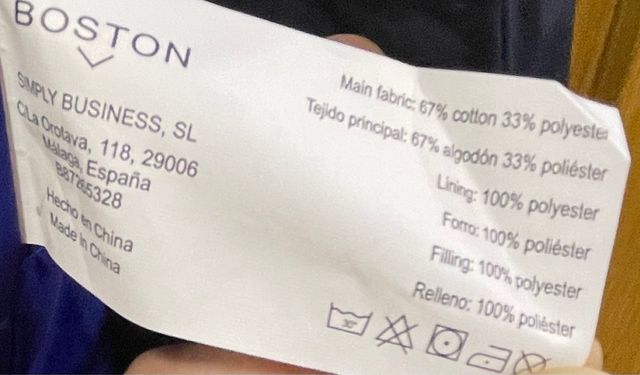 BOSTON
SIMPLY BUSINESS, SL
C/La Orotava, 118, 29006
Málaga, España
Hecho en China
Made in China
Main fabric: 67% cotton 33% polyester
Tejido principal: 67% algodón 33% poliéster
Lining: 100% polyester
Forro: 100% poliéster
Filling: 100% polyester
Relleno: 100% poliéster
30°